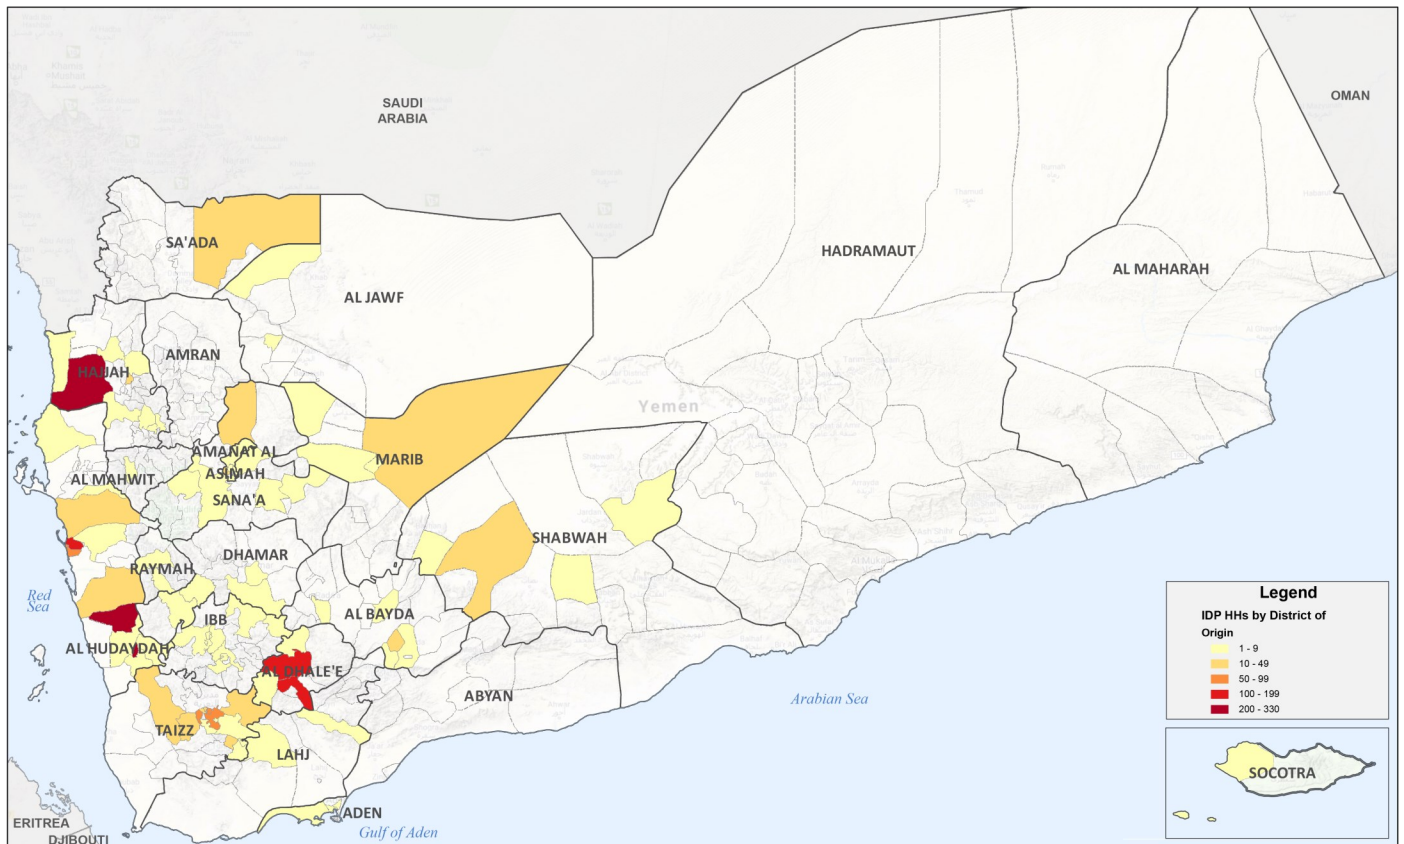 SAUDI
ARABIA
OMAN
SA'ADA
HADRAMAUT
AL MAHARAH
AL JAWF
AMRAN
HAJJAH
Yemen
AMANAT AL
ASIMAH
MARIB
AL MAHWIT
SANA'A
SHABWAH
DHAMAR
RAYMAH
Red
Sea
IBB
AL BAYDA
AL HUDAYDAH
AL DHALE'E
ABYAN
Arabian Sea
TAIZZ
LAHJ
ADEN
Gulf of Aden
ERITREA
DJIBOUTI
Legend
IDP HHs by District of
Origin
1 - 9
10 - 49
50 - 99
100 - 199
200 - 330
SOCOTRA